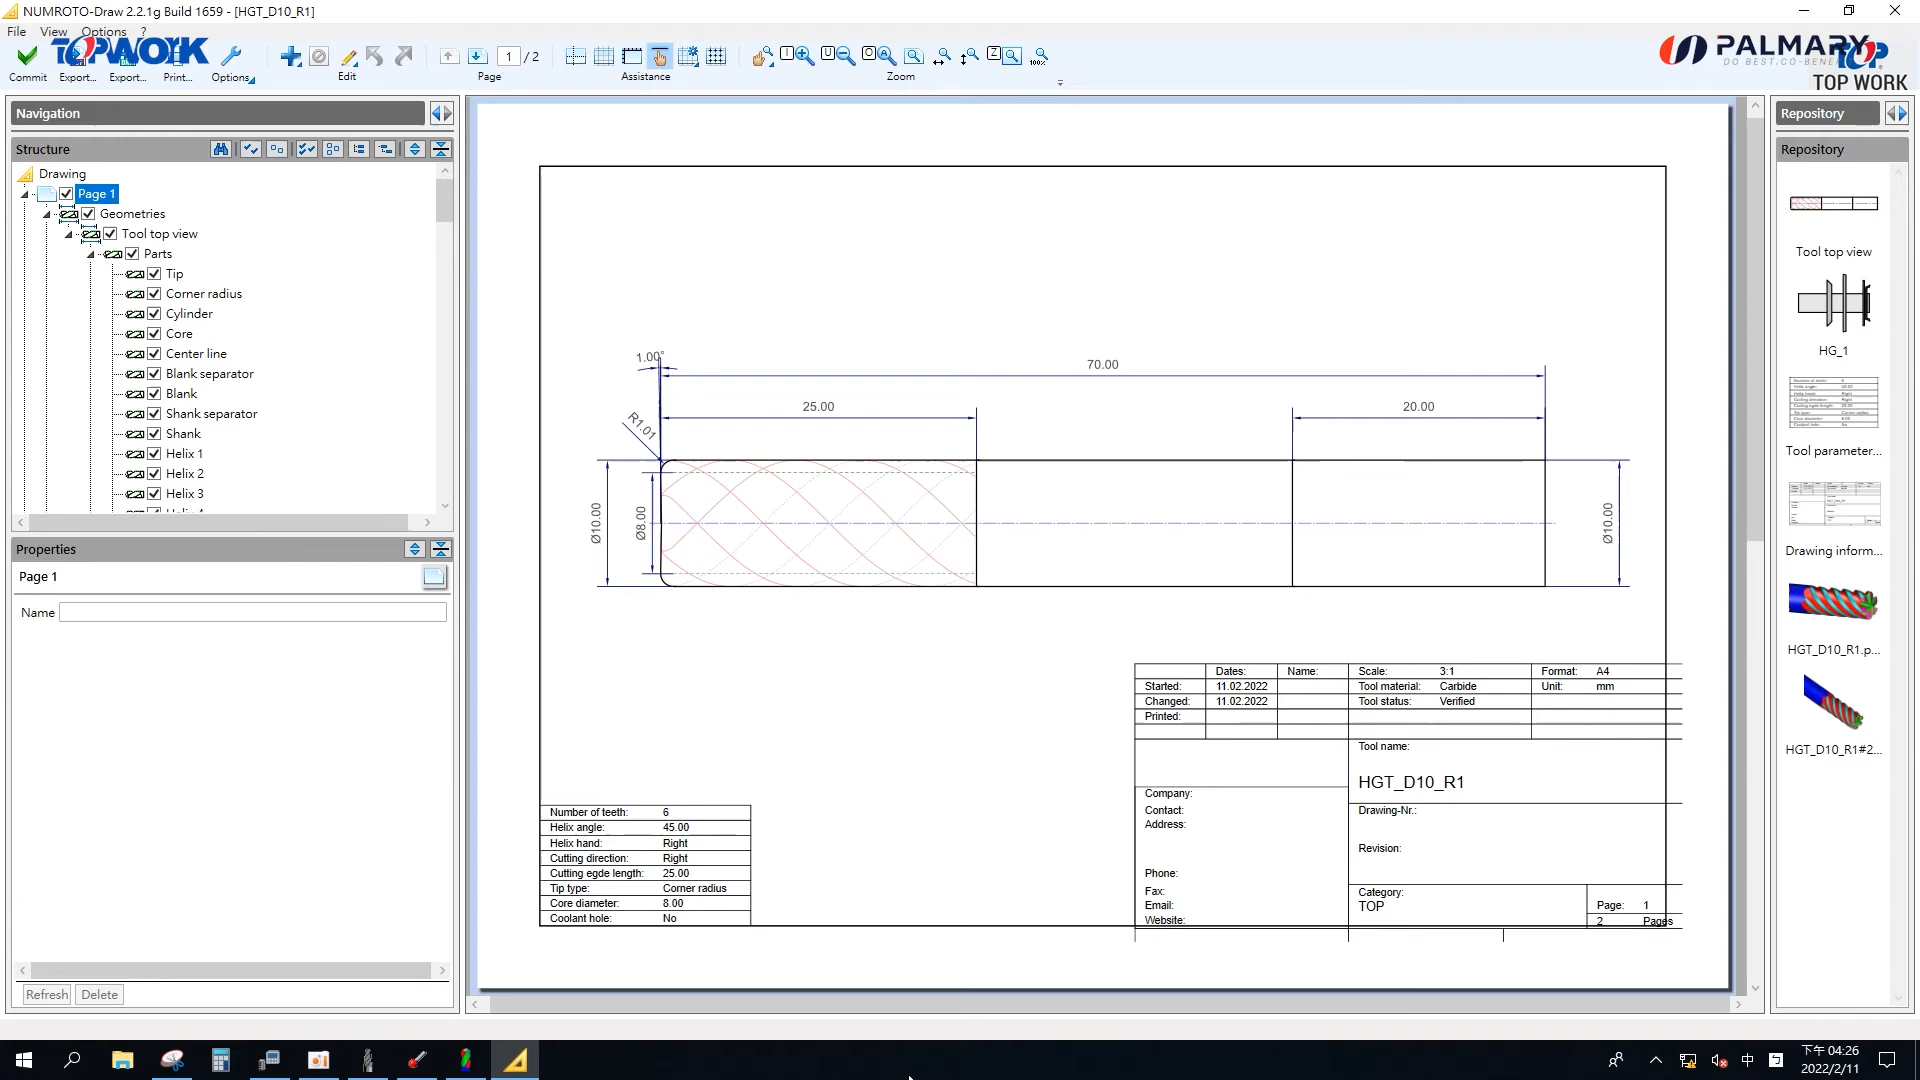 NUMROTO-Draw 2.2.1g Build 1659 - [HGT_D10_R1]
File View Options ?
TOPWORK
PALMARY
DO BEST, CO-BENE
TOP
TOP WORK
Commit Export... Export... Print... Options
Edit
1 / 2
Page
Assistance
I U O Z 100%
Zoom
Navigation
Structure
Drawing
Page 1
Geometries
Tool top view
Parts
Tip
Corner radius
Cylinder
Core
Center line
Blank separator
Blank
Shank separator
Shank
Helix 1
Helix 2
Helix 3
Properties
Page 1
Name
Refresh Delete
1.00°
70.00
25.00
20.00
R1.01
Ø10.00
Ø8.00
Ø10.00
Dates: Name: Scale: 3:1 Format: A4
Started: 11.02.2022 Tool material: Carbide Unit: mm
Changed: 11.02.2022 Tool status: Verified
Printed:
Tool name:
HGT_D10_R1
Company:
Contact:
Address:
Drawing-Nr.:
Revision:
Phone:
Fax:
Email:
Website:
Category:
TOP
Page: 1
2 Pages
Number of teeth: 6
Helix angle: 45.00
Helix hand: Right
Cutting direction: Right
Cutting egde length: 25.00
Tip type: Corner radius
Core diameter: 8.00
Coolant hole: No
Repository
Repository
Tool top view
HG_1
Tool parameter...
Drawing inform...
HGT_D10_R1.p...
HGT_D10_R1#2...
中
下午 04:26
2022/2/11